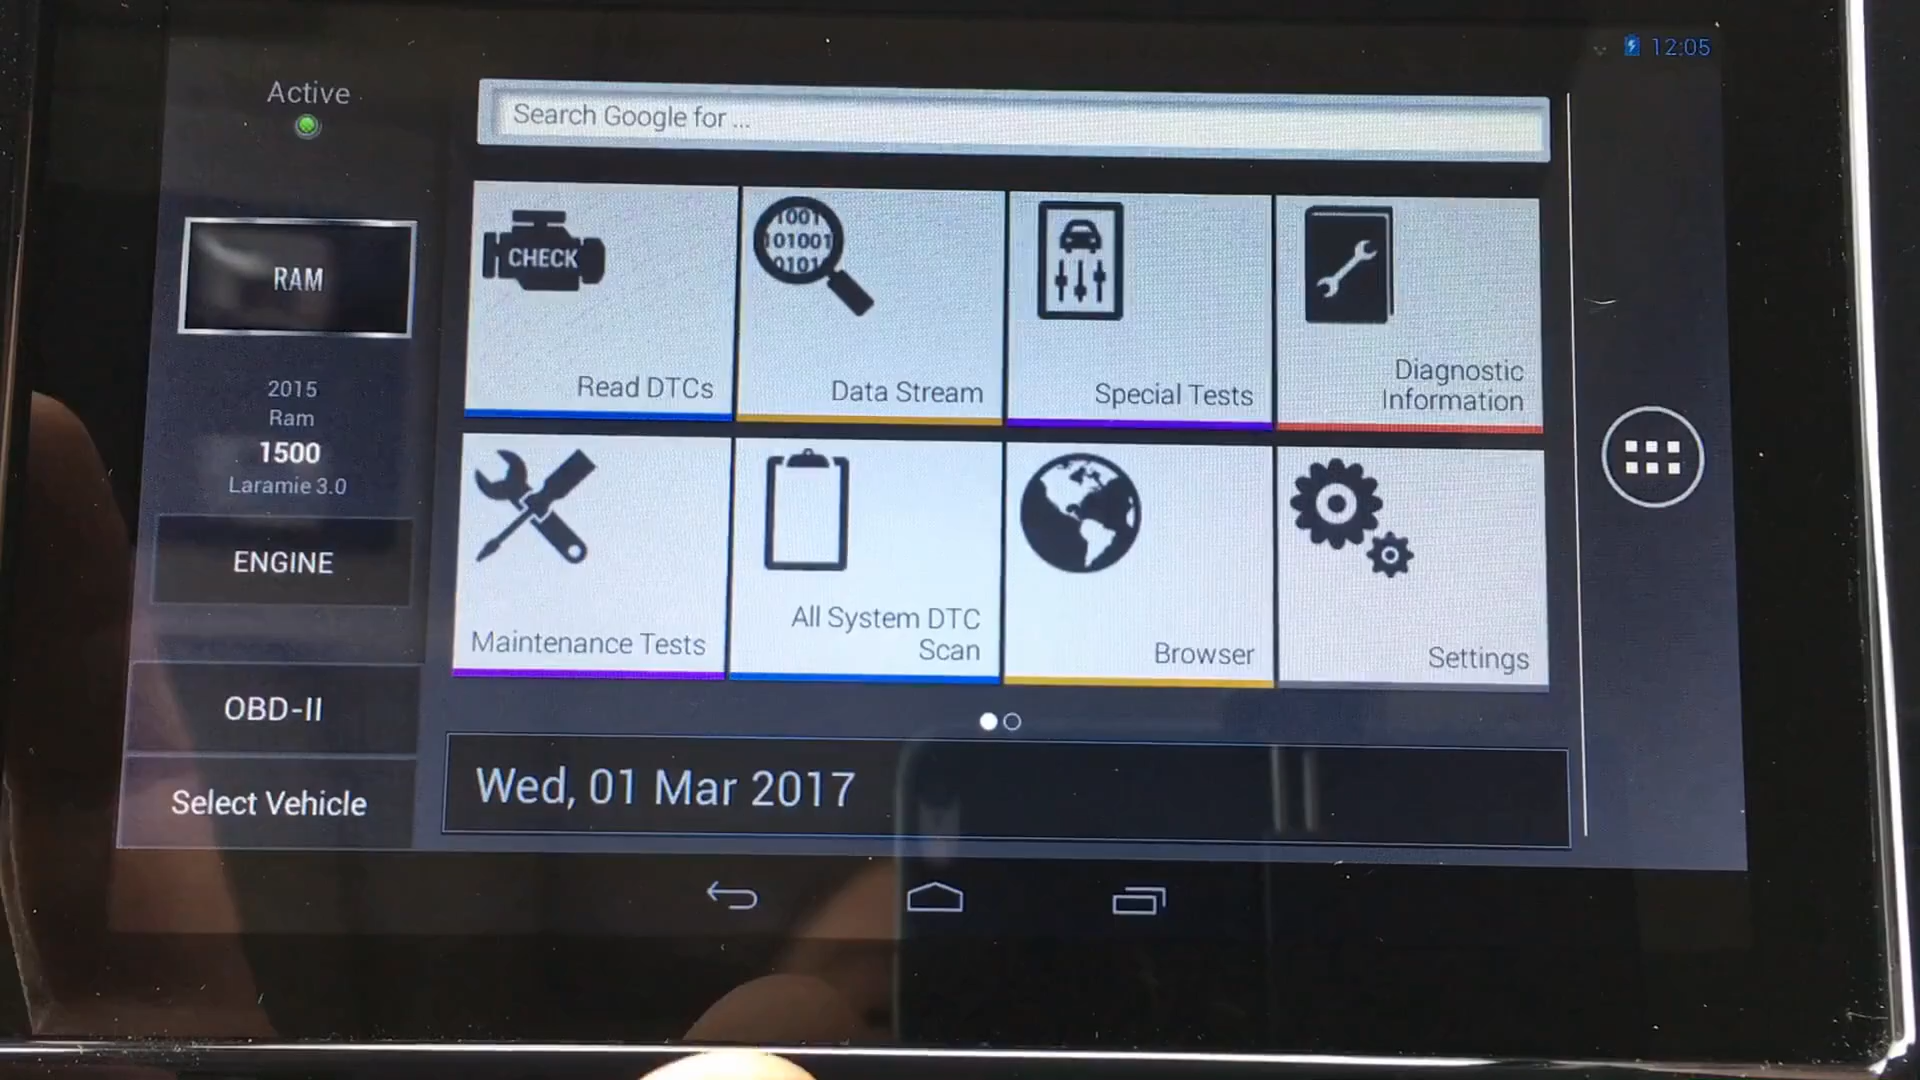 12:05
Active
Search Google for ...
RAM
2015
Ram
1500
Laramie 3.0
ENGINE
OBD-II
Select Vehicle
CHECK
Read DTCs
1001
101001
0101
Data Stream
Special Tests
Diagnostic
Information
Maintenance Tests
All System DTC
Scan
Browser
Settings
Wed, 01 Mar 2017